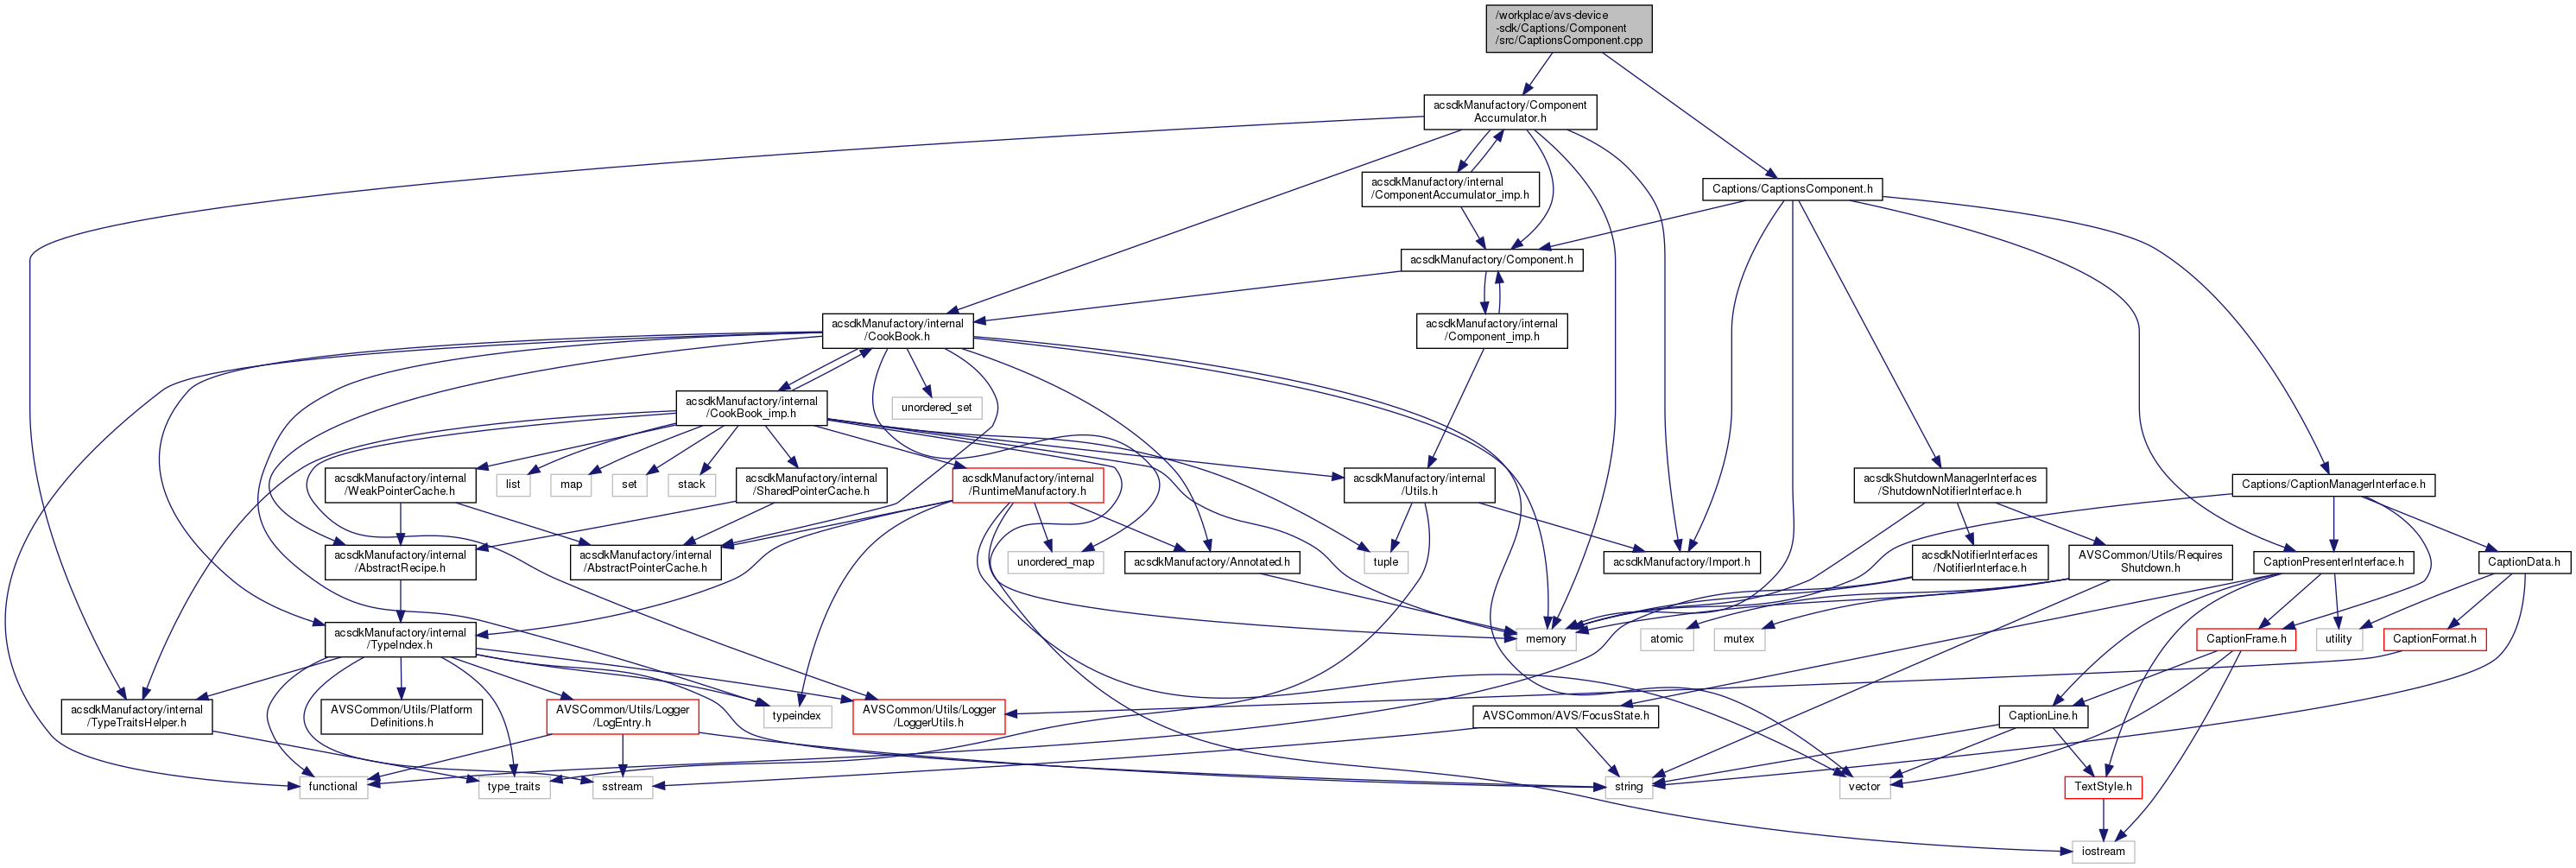 /workplace/avs-device
-sdk/Captions/Component
/src/CaptionsComponent.cpp
acsdkManufactory/Component
Accumulator.h
acsdkManufactory/internal
/ComponentAccumulator_imp.h
Captions/CaptionsComponent.h
acsdkManufactory/Component.h
acsdkManufactory/internal
/CookBook.h
acsdkManufactory/internal
/Component_imp.h
acsdkManufactory/internal
/CookBook_imp.h
unordered_set
acsdkManufactory/internal
/WeakPointerCache.h
list
map
set
stack
acsdkManufactory/internal
/SharedPointerCache.h
acsdkManufactory/internal
/RuntimeManufactory.h
acsdkManufactory/internal
/Utils.h
acsdkShutdownManagerInterfaces
/ShutdownNotifierInterface.h
Captions/CaptionManagerInterface.h
acsdkManufactory/internal
/AbstractRecipe.h
acsdkManufactory/internal
/AbstractPointerCache.h
unordered_map
acsdkManufactory/Annotated.h
tuple
acsdkManufactory/Import.h
acsdkNotifierInterfaces
/NotifierInterface.h
AVSCommon/Utils/Requires
Shutdown.h
CaptionPresenterInterface.h
CaptionData.h
acsdkManufactory/internal
/TypeIndex.h
memory
atomic
mutex
CaptionFrame.h
utility
CaptionFormat.h
acsdkManufactory/internal
/TypeTraitsHelper.h
AVSCommon/Utils/Platform
Definitions.h
AVSCommon/Utils/Logger
/LogEntry.h
typeindex
AVSCommon/Utils/Logger
/LoggerUtils.h
AVSCommon/AVS/FocusState.h
CaptionLine.h
functional
type_traits
sstream
string
vector
TextStyle.h
iostream